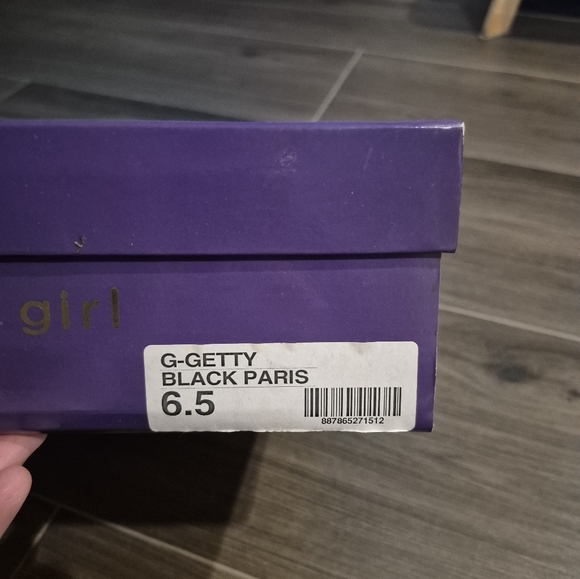 girl
G-GETTY
BLACK PARIS
6.5
887865271512